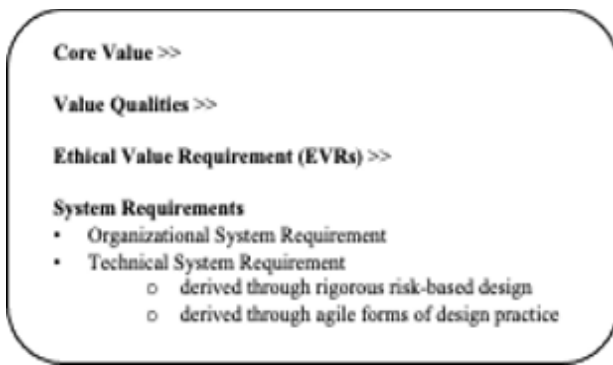 Core Value >>
Value Qualities >>
Ethical Value Requirement (EVRs) >>
System Requirements
• Organizational System Requirement
• Technical System Requirement
o derived through rigorous risk-based design
o derived through agile forms of design practice